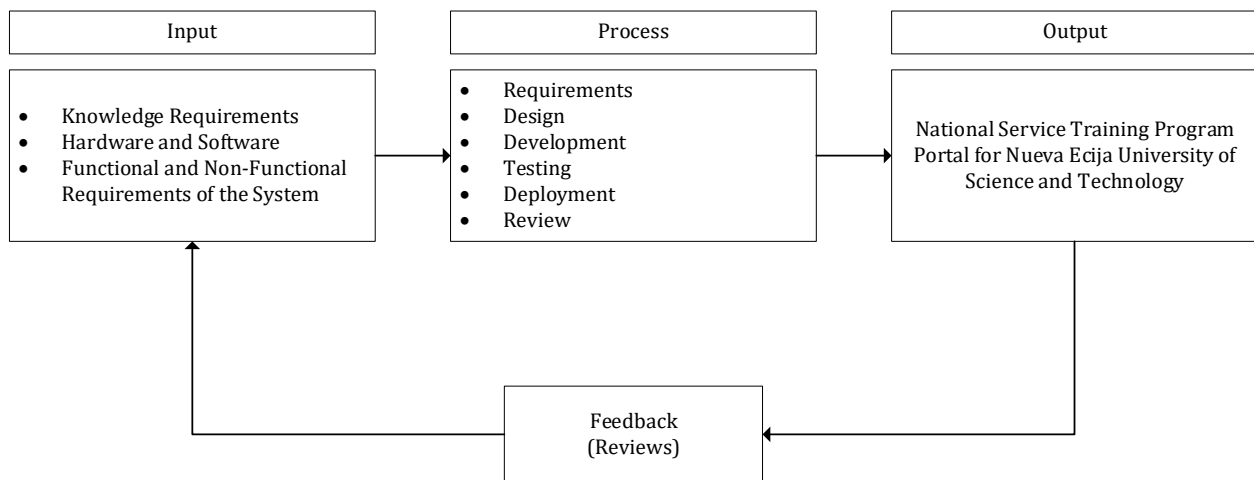 Input
Process
Output
• Knowledge Requirements
• Hardware and Software
• Functional and Non-Functional
Requirements of the System
• Requirements
• Design
• Development
• Testing
• Deployment
• Review
National Service Training Program
Portal for Nueva Ecija University of
Science and Technology
Feedback
(Reviews)